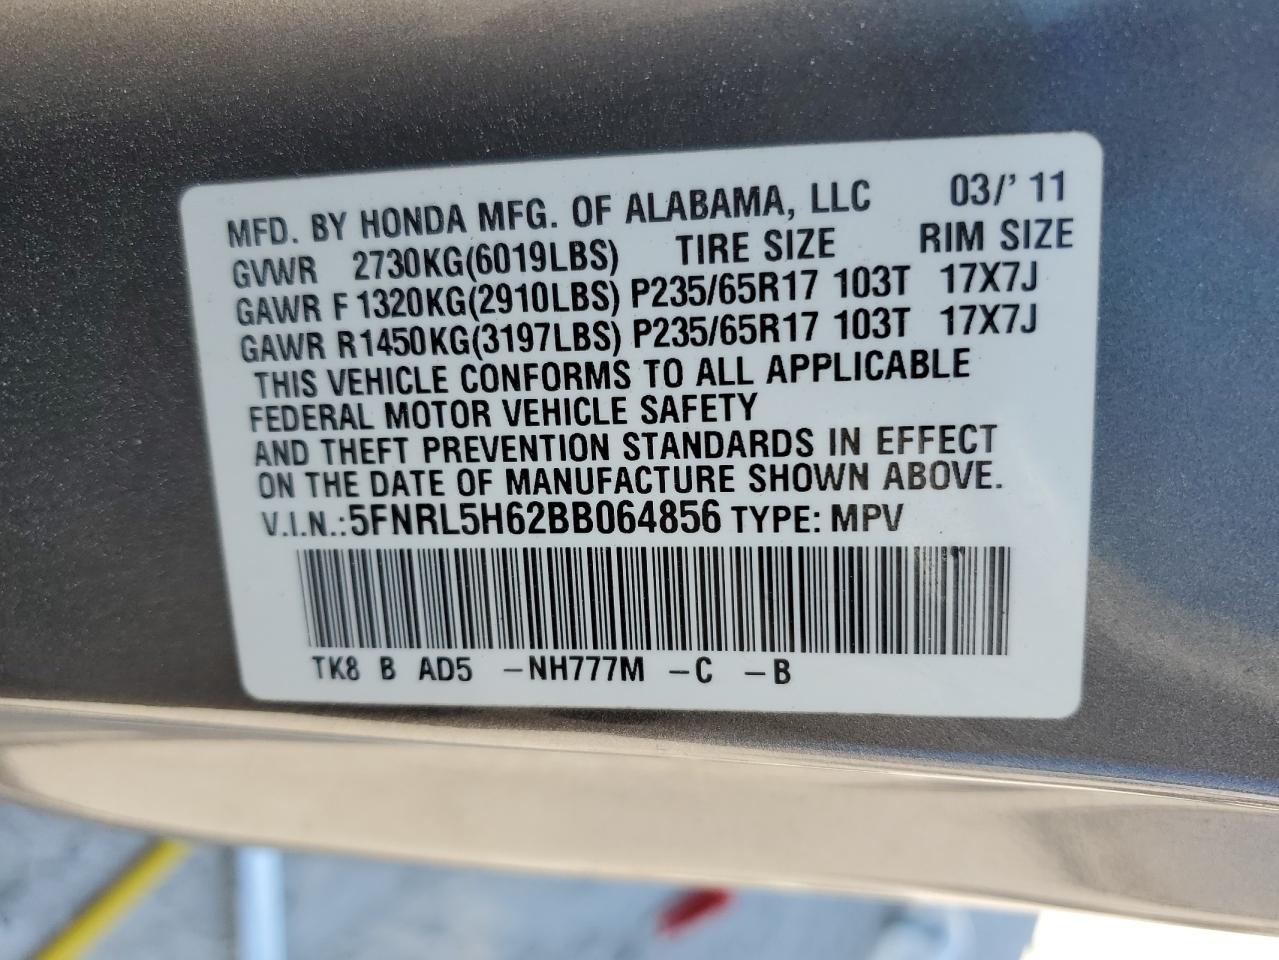 MFD. BY HONDA MFG. OF ALABAMA, LLC 03/' 11
GVWR 2730KG(6019LBS) TIRE SIZE RIM SIZE
GAWR F 1320KG(2910LBS) P235/65R17 103T 17X7J
GAWR R1450KG(3197LBS) P235/65R17 103T 17X7J
THIS VEHICLE CONFORMS TO ALL APPLICABLE
FEDERAL MOTOR VEHICLE SAFETY
AND THEFT PREVENTION STANDARDS IN EFFECT
ON THE DATE OF MANUFACTURE SHOWN ABOVE.
V.I.N.:5FNRL5H62BB064856 TYPE: MPV
TK8 B AD5 -NH777M -C -B